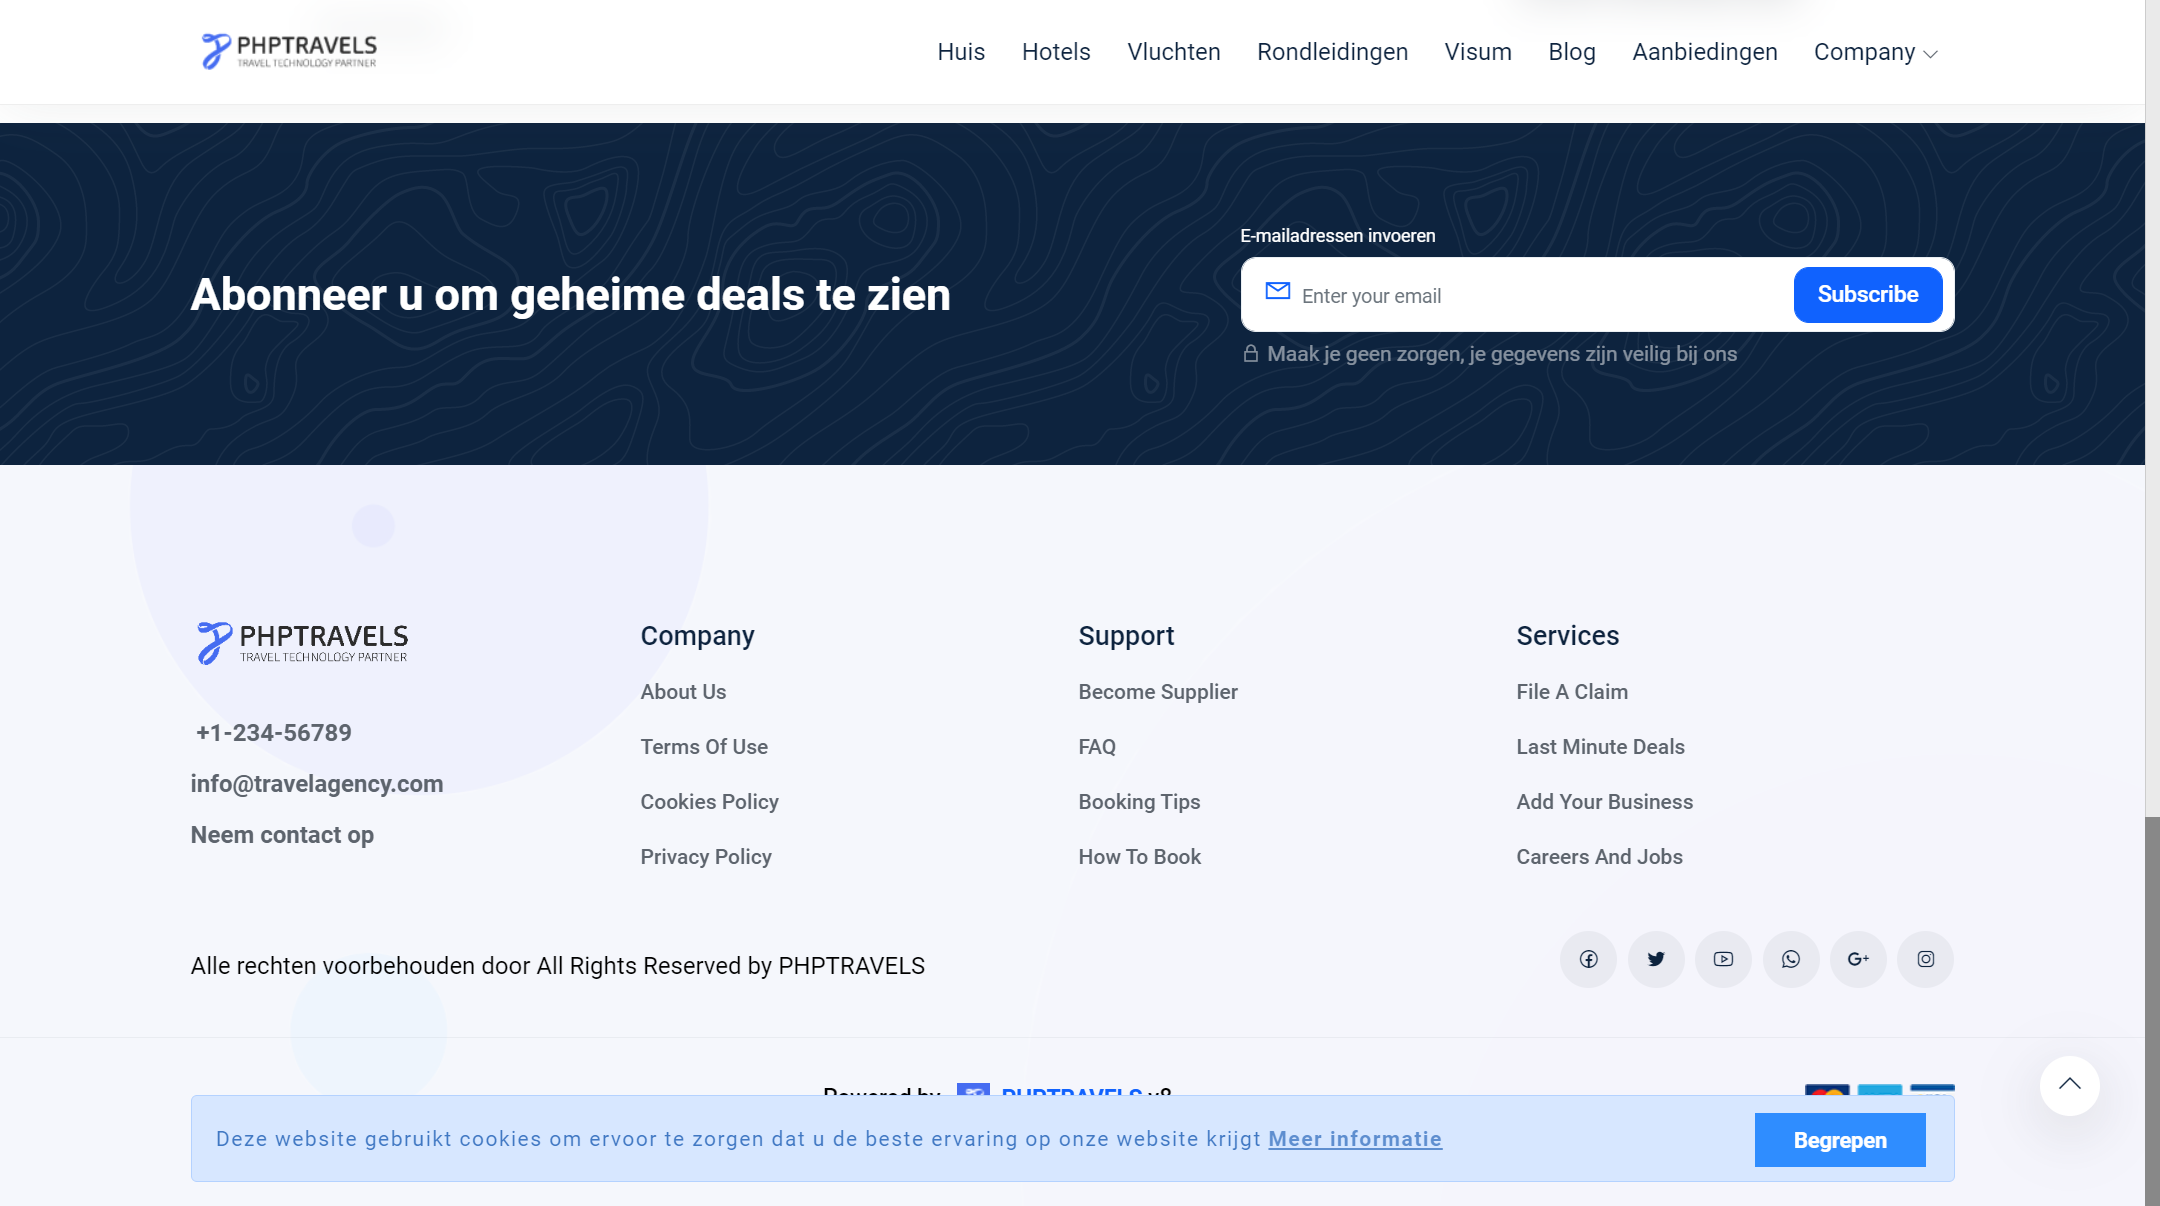 PHPTRAVELS
TRAVEL TECHNOLOGY PARTNER
Huis Hotels Vluchten Rondleidingen Visum Blog Aanbiedingen Company
Abonneer u om geheime deals te zien
E-mailadressen invoeren
Enter your email
Subscribe
Maak je geen zorgen, je gegevens zijn veilig bij ons
PHPTRAVELS
TRAVEL TECHNOLOGY PARTNER
+1-234-56789
info@travelagency.com
Neem contact op
Company
About Us
Terms Of Use
Cookies Policy
Privacy Policy
Support
Become Supplier
FAQ
Booking Tips
How To Book
Services
File A Claim
Last Minute Deals
Add Your Business
Careers And Jobs
Alle rechten voorbehouden door All Rights Reserved by PHPTRAVELS
Powered by PHPTRAVELS v8
Deze website gebruikt cookies om ervoor te zorgen dat u de beste ervaring op onze website krijgt Meer informatie
Begrepen